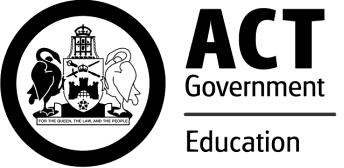 ACT
Government
Education
FOR THE QUEEN, THE LAW, AND THE PEOPLE